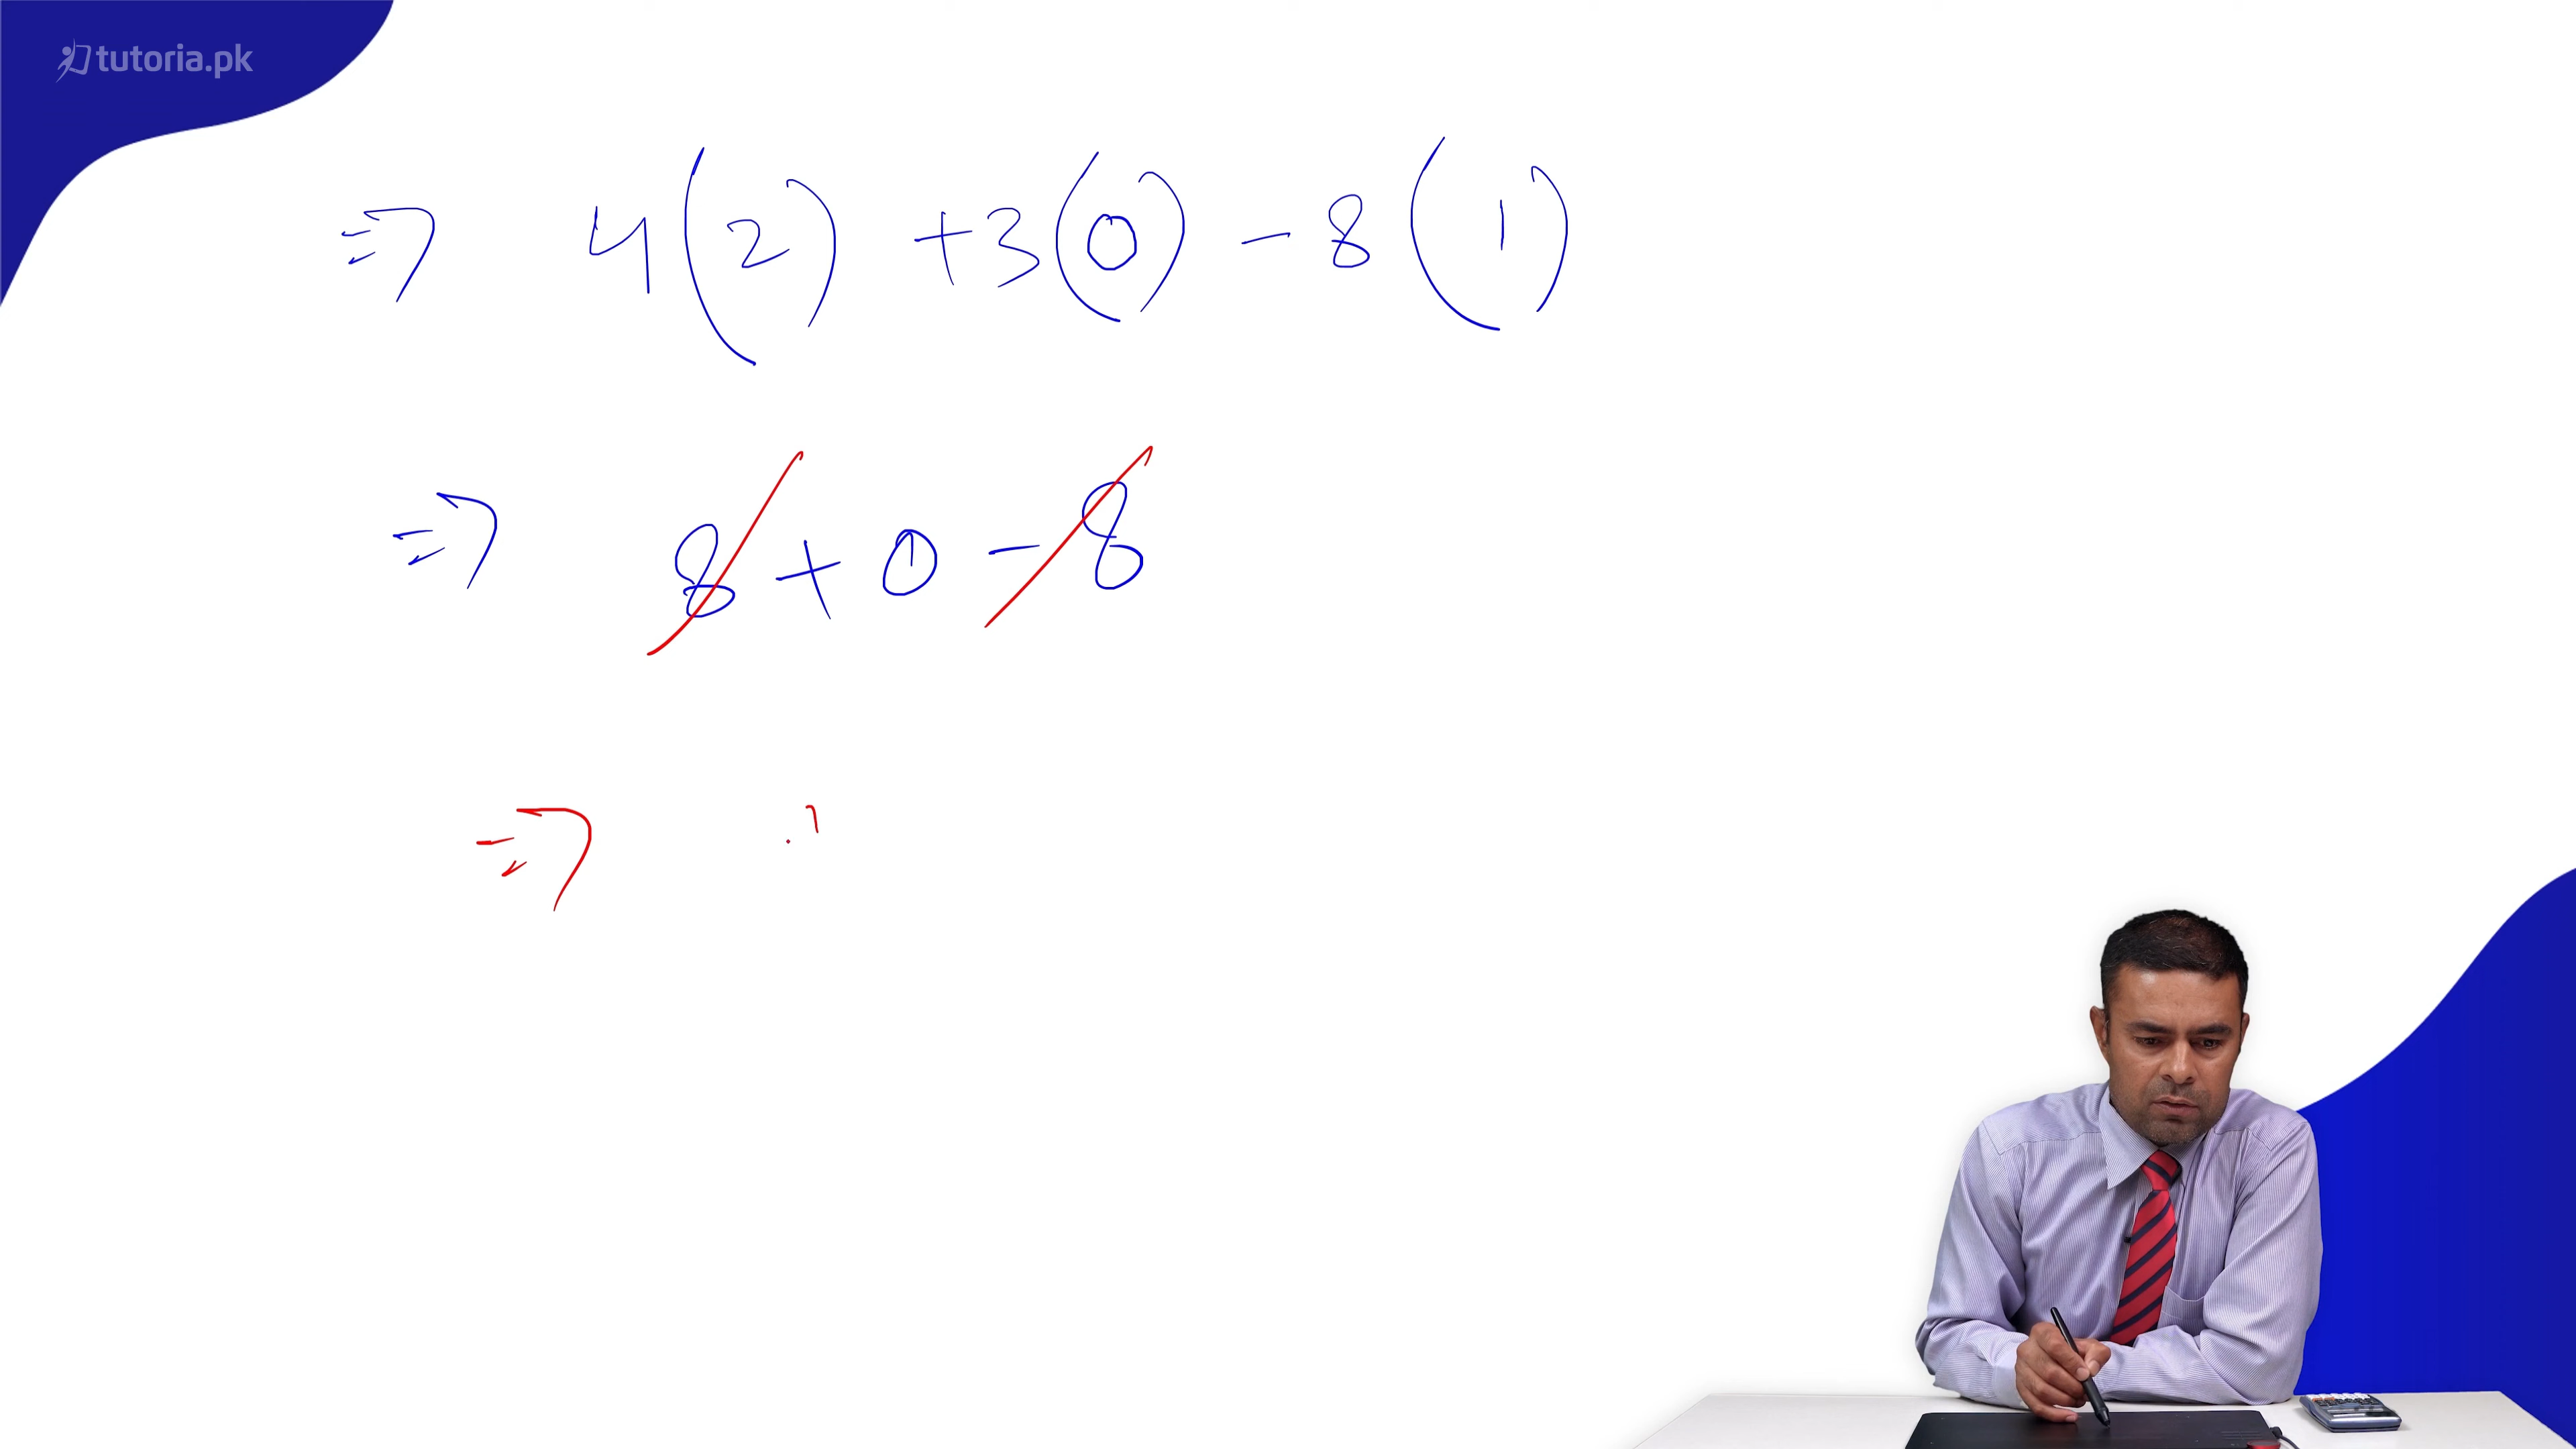 tutoria.pk
=> 4(2) +3(0) - 8(1)
=> 8 + 0 - 8
=>